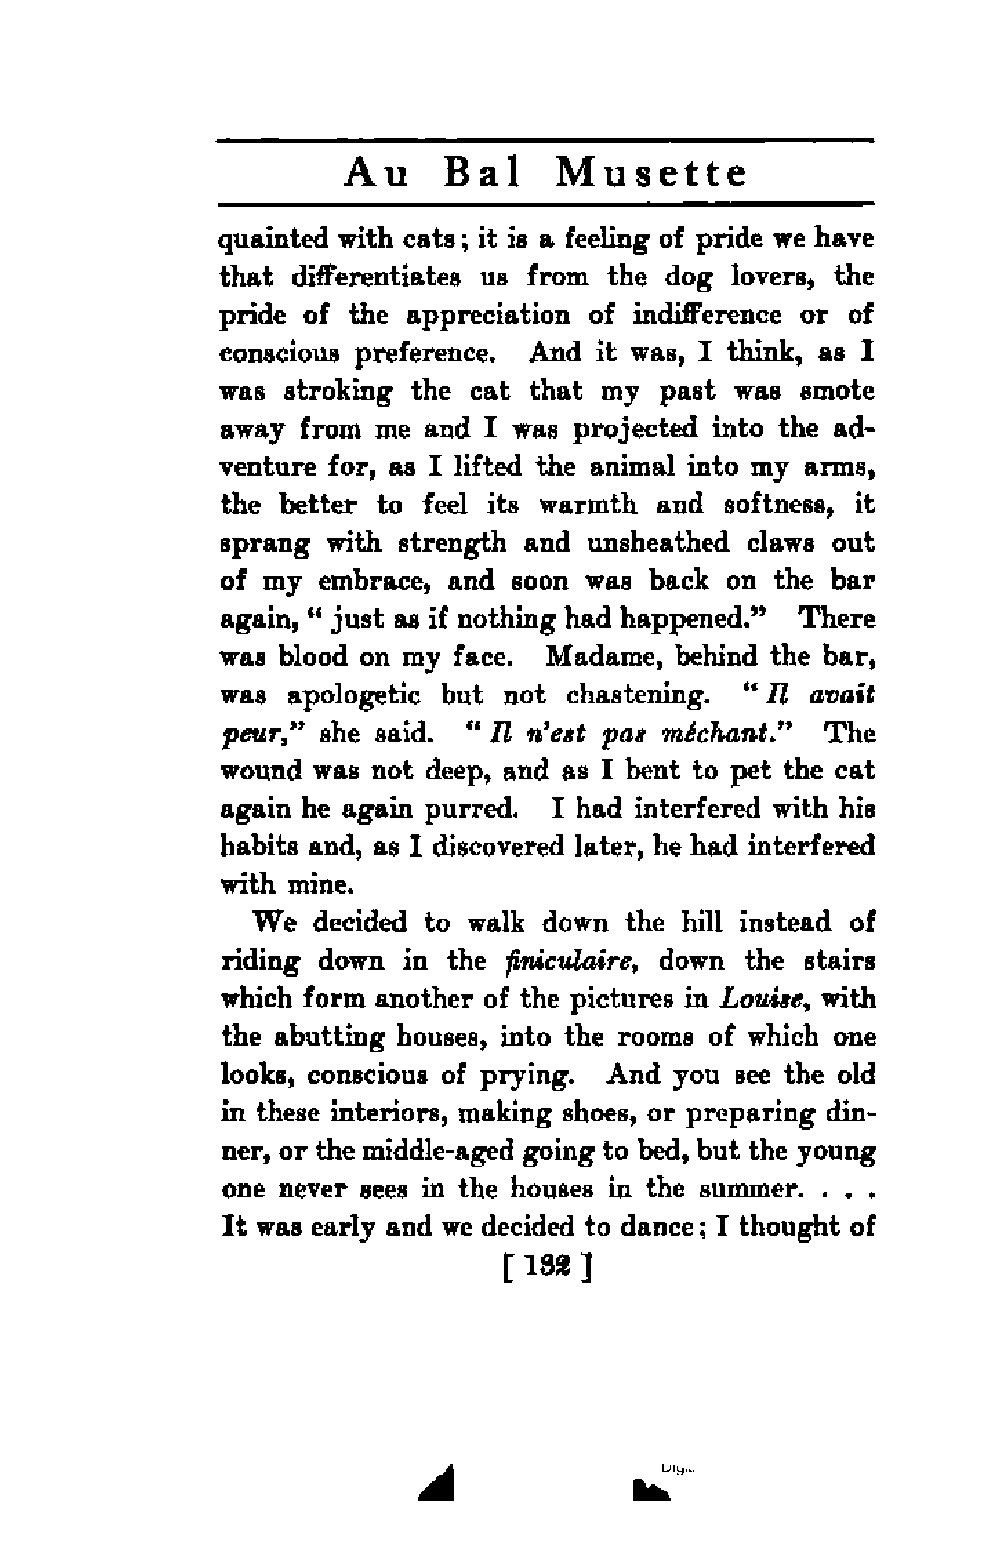 Au Bal Musette
quainted with cats; it is a feeling of pride we have
that differentiates us from the dog lovers, the
pride of the appreciation of indifference or of
conscious preference. And it was, I think, as I
was stroking the cat that my past was smote
away from me and I was projected into the ad-
venture for, as I lifted the animal into my arms,
the better to feel its warmth and softness, it
sprang with strength and unsheathed claws out
of my embrace, and soon was back on the bar
again, “ just as if nothing had happened.” There
was blood on my face. Madame, behind the bar,
was apologetic but not chastening. “ Il avait
peur,” she said. “ Il n'est pas méchant.” The
wound was not deep, and as I bent to pet the cat
again he again purred. I had interfered with his
habits and, as I discovered later, he had interfered
with mine.
We decided to walk down the hill instead of
riding down in the finiculaire, down the stairs
which form another of the pictures in Louise, with
the abutting houses, into the rooms of which one
looks, conscious of prying. And you see the old
in these interiors, making shoes, or preparing din-
ner, or the middle-aged going to bed, but the young
one never sees in the houses in the summer. . . .
It was early and we decided to dance; I thought of
[ 132 ]